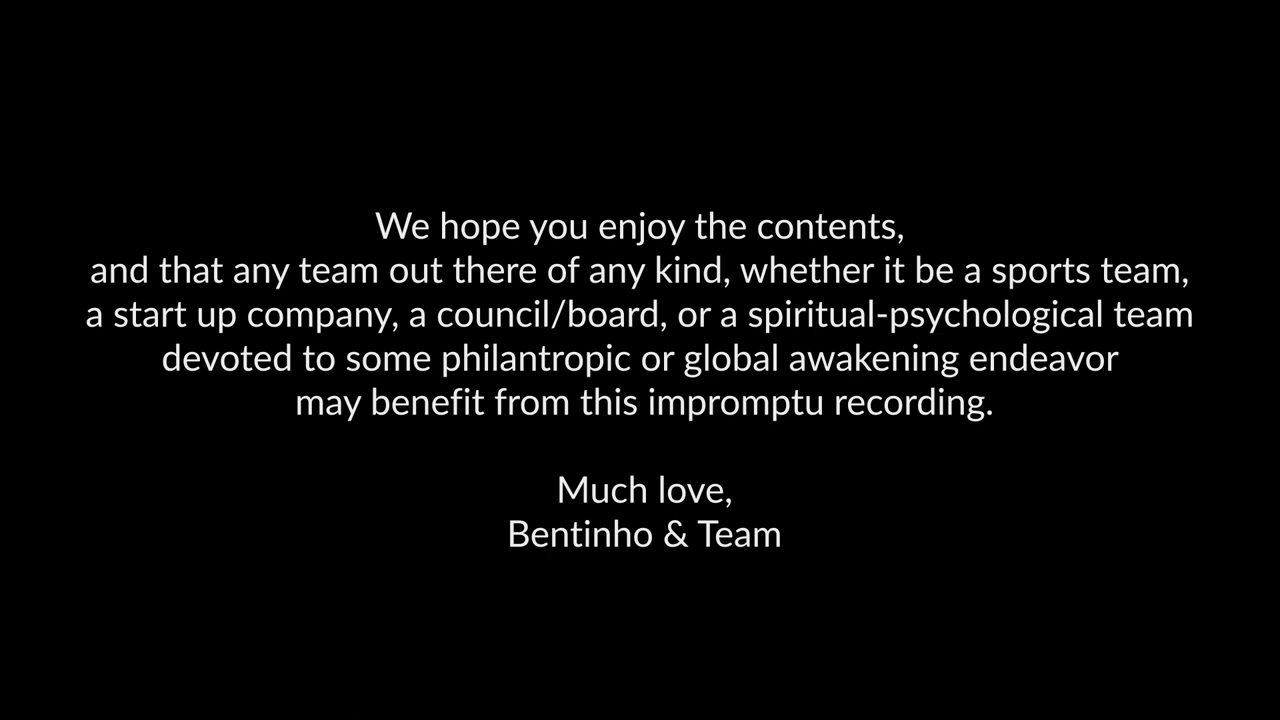 We hope you enjoy the contents,
and that any team out there of any kind, whether it be a sports team,
a start up company, a council/board, or a spiritual-psychological team
devoted to some philantropic or global awakening endeavor
may benefit from this impromptu recording.
Much love,
Bentinho & Team